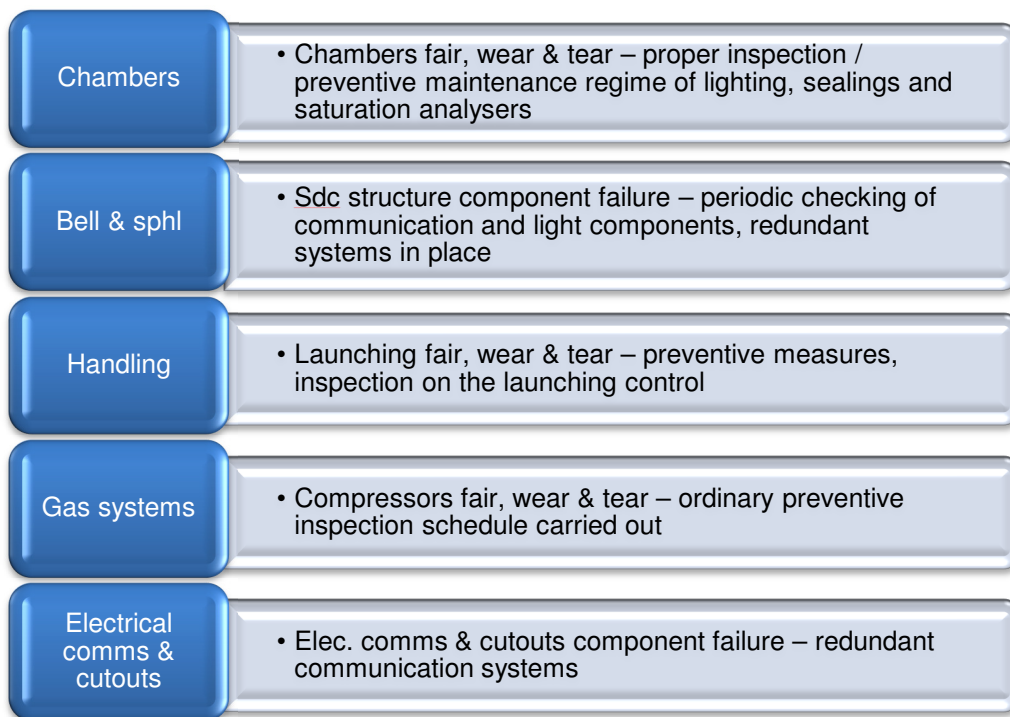 Chambers
• Chambers fair, wear & tear – proper inspection /
preventive maintenance regime of lighting, sealings and
saturation analysers
Bell & sphl
• Sdc structure component failure – periodic checking of
communication and light components, redundant
systems in place
Handling
• Launching fair, wear & tear – preventive measures,
inspection on the launching control
Gas systems
• Compressors fair, wear & tear – ordinary preventive
inspection schedule carried out
Electrical
comms &
cutouts
• Elec. comms & cutouts component failure – redundant
communication systems